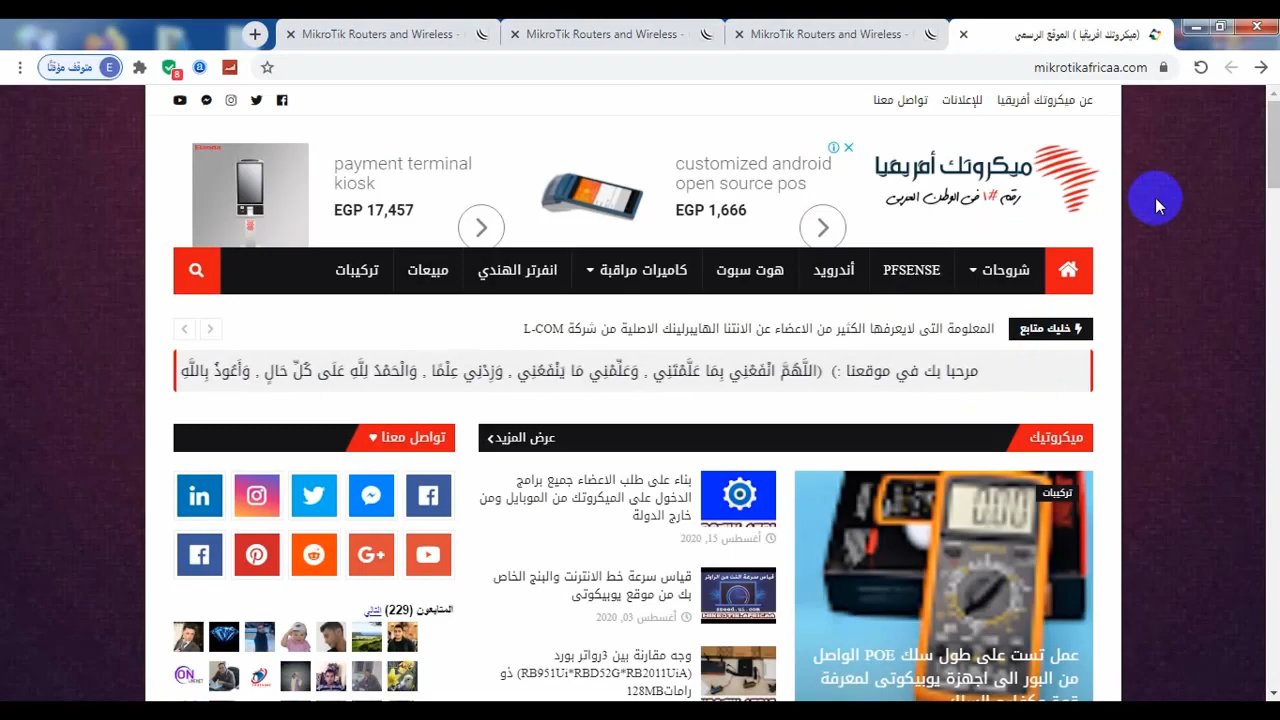 MikroTik Routers and Wireless -
MikroTik Routers and Wireless -
MikroTik Routers and Wireless -
(ميكروتك افريقيا ) الموقع الرسمي
متوقف مؤقتًا E
8
mikrotikafricaa.com
عن ميكروتك أفريقيا للإعلانات تواصل معنا
payment terminal
kiosk
EGP 17,457
customized android
open source pos
EGP 1,666
ميكروتك أفريقيا
رقم #1 فى الوطن العربى
شروحات PFSENSE أندرويد هوت سبوت كاميرات مراقبة انفرتر الهندي مبيعات تركيبات
خليك متابع
المعلومة التى لايعرفها الكثير من الاعضاء عن الانتنا الهايبرلينك الاصلية من شركة L-COM
مرحبا بك في موقعنا :) (اللَّهُمَّ انْفَعْنِي بِمَا عَلَّمْتَنِي , وَعَلِّمْنِي مَا يَنْفَعُنِي , وَزِدْنِي عِلْمًا , وَالْحَمْدُ لِلَّهِ عَلَى كُلِّ حَالٍ , وَأَعُوذُ بِاللَّهِ
ميكروتيك
عرض المزيد
تواصل معنا ♥
تركيبات
عمل تست على طول سلك POE الواصل
من البور الى اجهزة يوبيكوتى لمعرفة
بناء على طلب الاعضاء جميع برامج
الدخول على الميكروتك من الموبايل ومن
خارج الدولة
أغسطس 15, 2020
قياس سرعة خط الانترنت والبنج الخاص
بك من موقع يوبيكوتى
أغسطس 03, 2020
وجه مقارنة بين 3رواتر بورد
(RB951Ui*RBD52G*RB2011UiA) ذو
رامات128MB
المتابعون (229) التالي